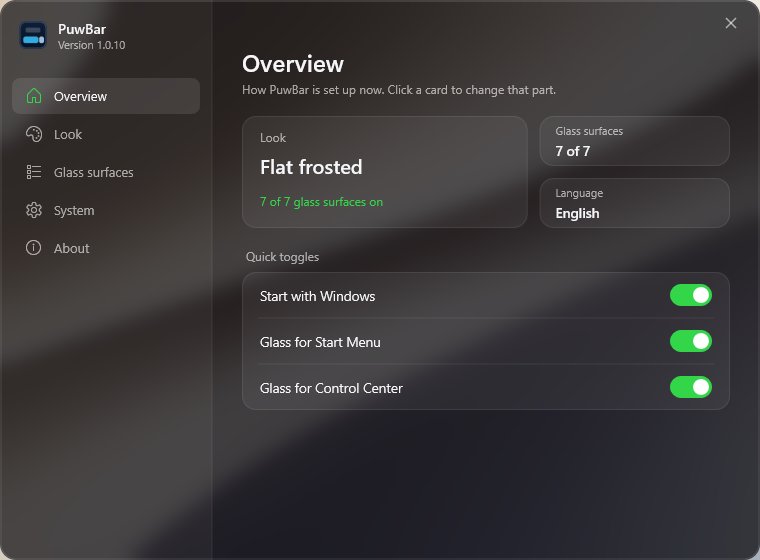 PuwBar
Version 1.0.10
Overview
Look
Glass surfaces
System
About
Overview
How PuwBar is set up now. Click a card to change that part.
Look
Flat frosted
7 of 7 glass surfaces on
Glass surfaces
7 of 7
Language
English
Quick toggles
Start with Windows
Glass for Start Menu
Glass for Control Center